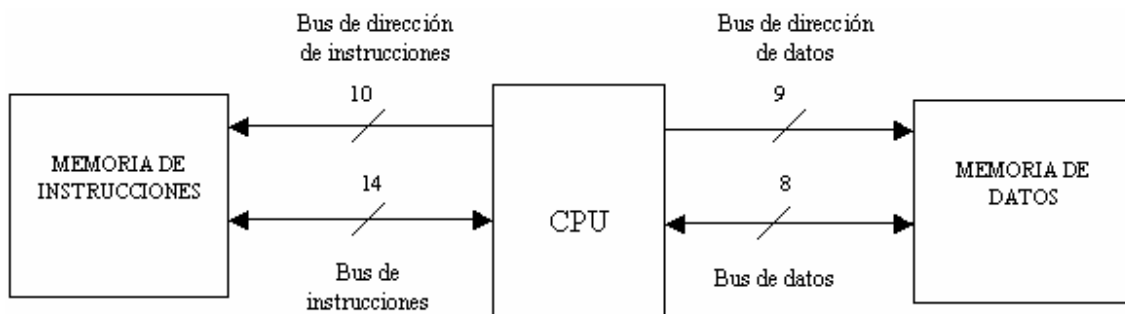 Bus de dirección
de instrucciones
10
MEMORIA DE
INSTRUCCIONES
14
Bus de
instrucciones
CPU
Bus de dirección
de datos
9
8
Bus de datos
MEMORIA DE
DATOS